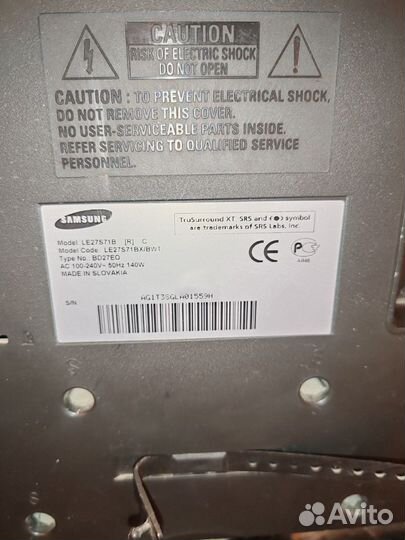 CAUTION
RISK OF ELECTRIC SHOCK
DO NOT OPEN
CAUTION : TO PREVENT ELECTRICAL SHOCK,
DO NOT REMOVE THIS COVER.
NO USER-SERVICEABLE PARTS INSIDE.
REFER SERVICING TO QUALIFIED SERVICE
PERSONNEL.
SAMSUNG
Model: LE27S71B [R] C
Model Code: LE27S71BX/BWT
Type No.: BD27EO
AC 100-240V~ 50Hz 140W
MADE IN SLOVAKIA
TruSurround XT, SRS and (●) symbol
are trademarks of SRS Labs, Inc.
CE
S/N
Avito